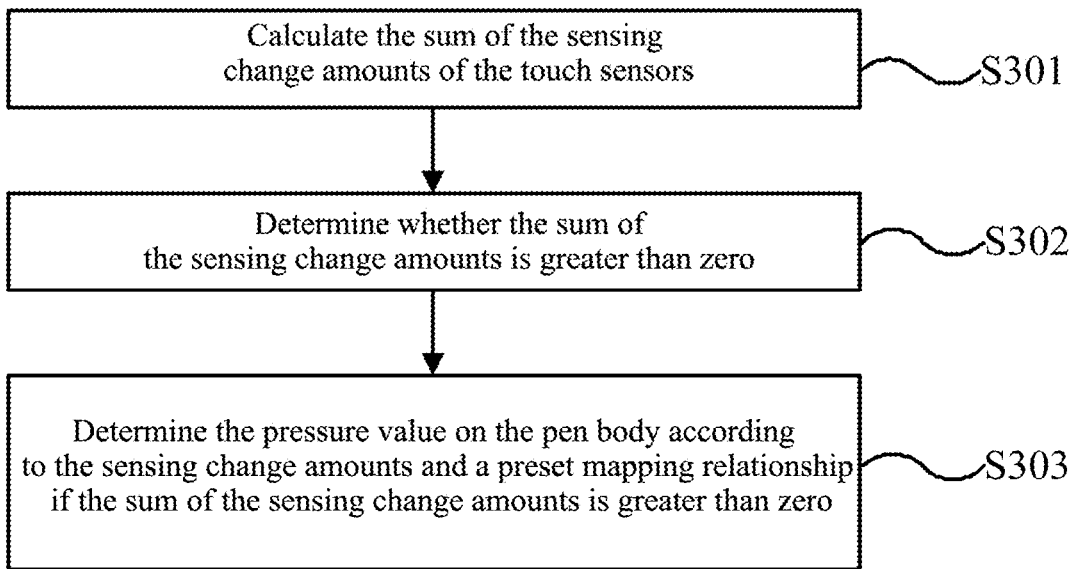 Calculate the sum of the sensing
change amounts of the touch sensors
S301
Determine whether the sum of
the sensing change amounts is greater than zero
S302
Determine the pressure value on the pen body according
to the sensing change amounts and a preset mapping relationship
if the sum of the sensing change amounts is greater than zero
S303